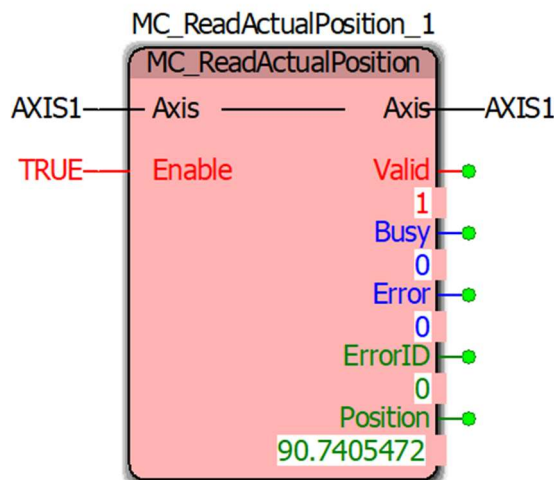 MC_ReadActualPosition_1
MC_ReadActualPosition
AXIS1 Axis Axis AXIS1
TRUE Enable Valid
1
Busy
0
Error
0
ErrorID
0
Position
90.7405472